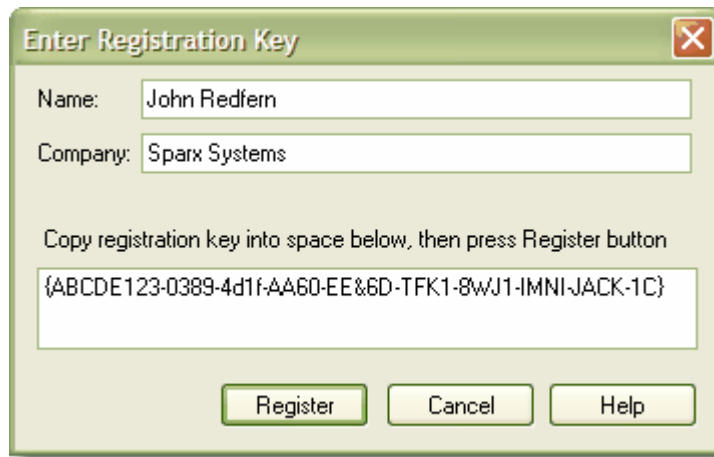 Enter Registration Key
Name: John Redfern
Company: Sparx Systems
Copy registration key into space below, then press Register button
{ABCDE123-0389-4d1f-AA60-EE&6D-TFK1-8WJ1-IMNI-JACK-1C}
Register Cancel Help